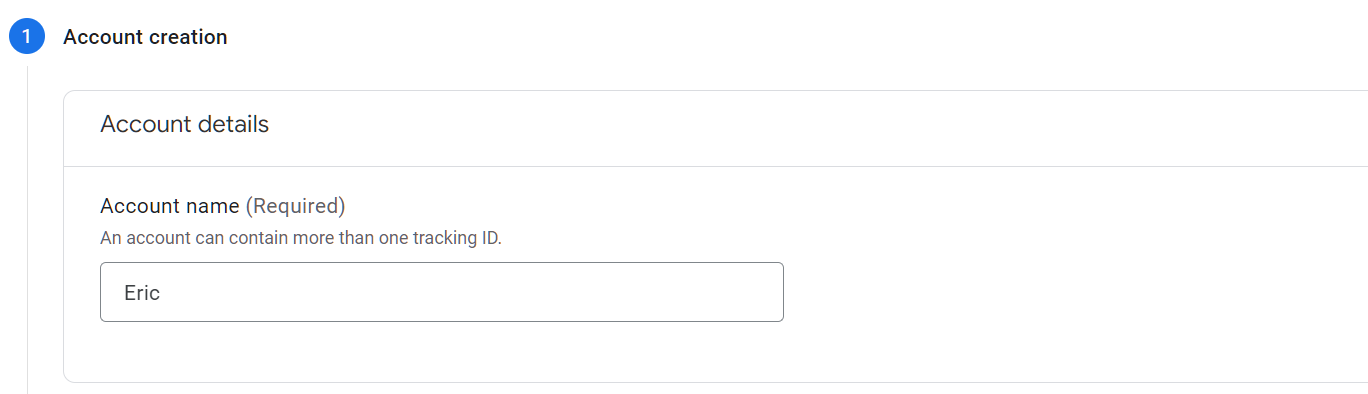 1 Account creation
Account details
Account name (Required)
An account can contain more than one tracking ID.
Eric